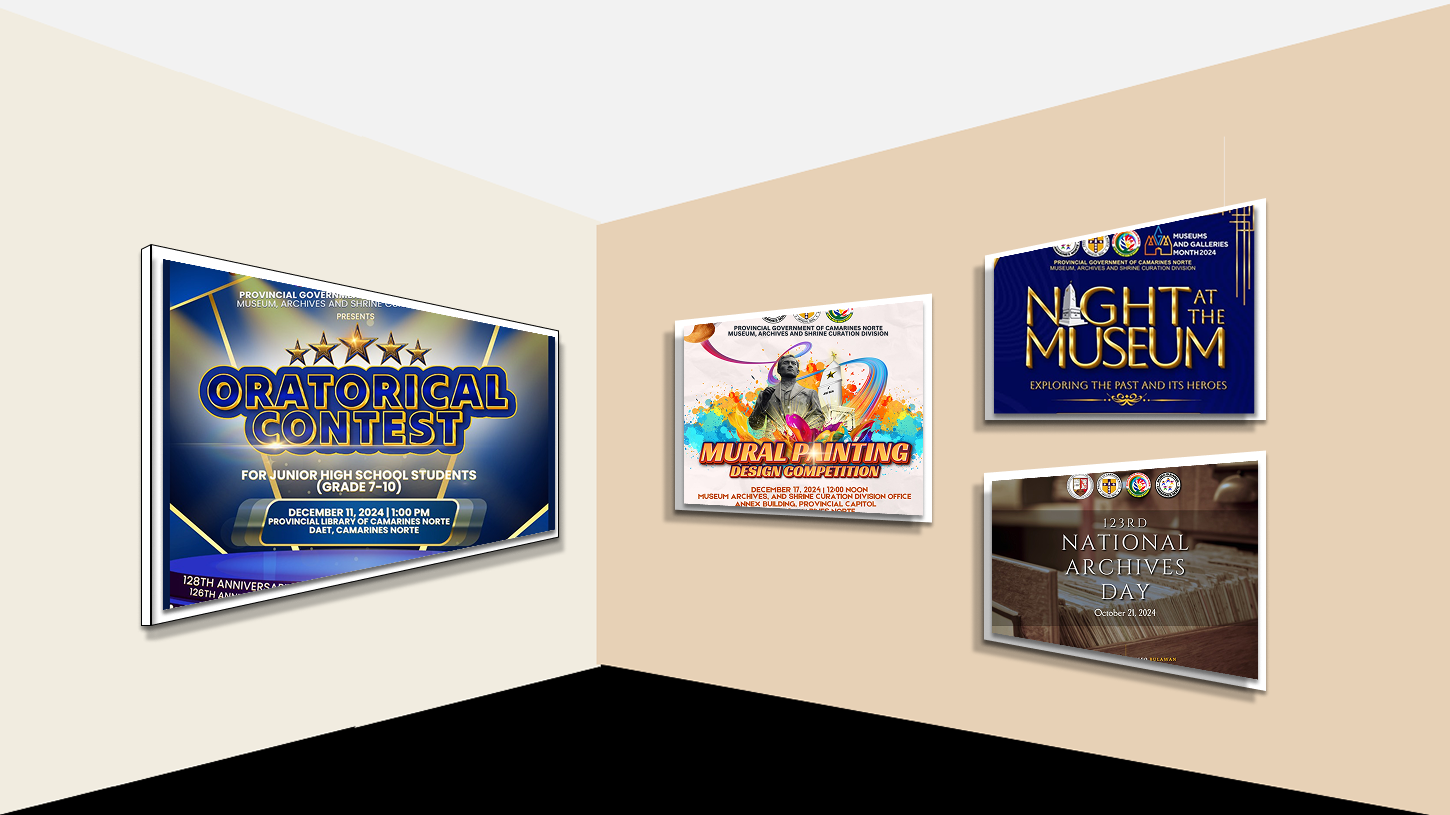 PROVINCIAL
MUSEUM, ARCHIVES AND SHRINE
PRESENTS
ORATORICAL
CONTEST
FOR JUNIOR HIGH SCHOOL STUDENTS
(GRADE 7-10)
DECEMBER 11, 2024 | 1:00 PM
PROVINCIAL LIBRARY OF CAMARINES NORTE
DAET, CAMARINES NORTE
128TH
126TH
PROVINCIAL GOVERNMENT OF CAMARINES NORTE
MUSEUM, ARCHIVES AND SHRINE CURATION DIVISION
MURAL PAINTING
DESIGN COMPETITION
DECEMBER 17, 2024 | 12:00 NOON
MUSEUM ARCHIVES, AND SHRINE CURATION DIVISION OFFICE
ANNEX BUILDING, PROVINCIAL CAPITOL
MUSEUMS
AND GALLERIES
MONTH 2024
PROVINCIAL GOVERNMENT OF CAMARINES NORTE
MUSEUM, ARCHIVES AND SHRINE CURATION DIVISION
NIGHT AT
THE
MUSEUM
EXPLORING THE PAST AND ITS HEROES
123RD
NATIONAL
ARCHIVES
DAY
October 21, 2024
BULAWAN